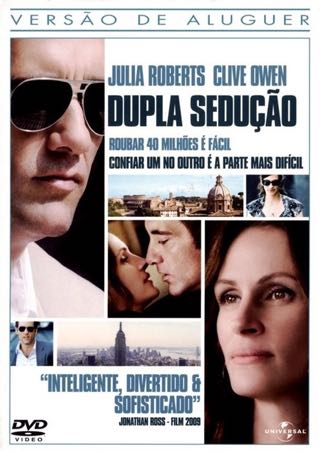 VERSÃO DE ALUGUER
JULIA ROBERTS CLIVE OWEN
DUPLA SEDUÇÃO
ROUBAR 40 MILHÕES É FÁCIL
CONFIAR UM NO OUTRO É A PARTE MAIS DIFÍCIL
"INTELIGENTE, DIVERTIDO &
SOFISTICADO"
JONATHAN ROSS - FILM 2009
DVD
VIDEO
UNIVERSAL